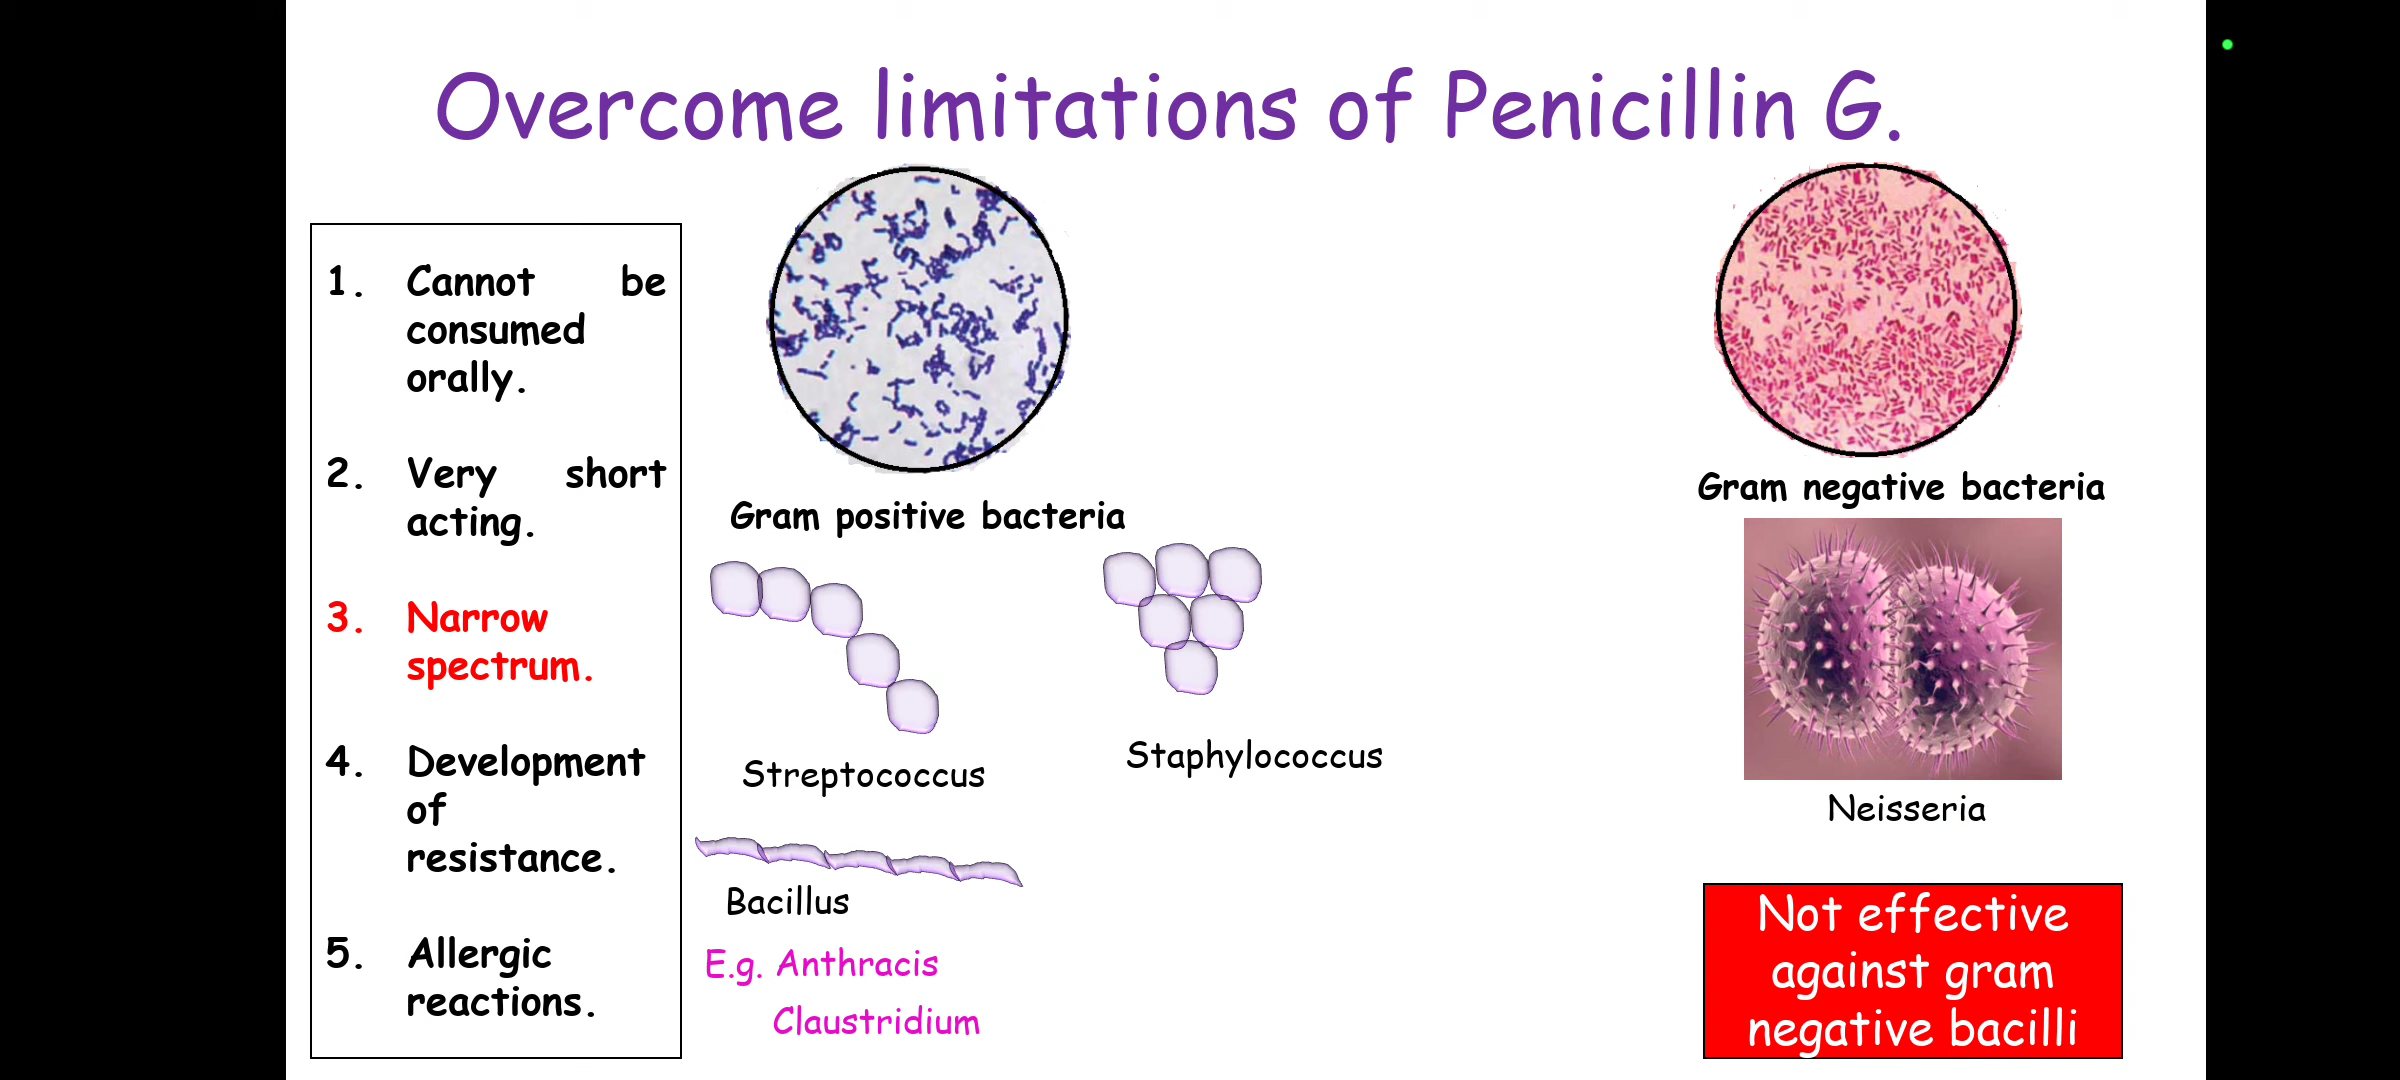 Overcome limitations of Penicillin G.
1. Cannot be
consumed
orally.
2. Very short
acting.
3. Narrow
spectrum.
4. Development
of
resistance.
5. Allergic
reactions.
Gram positive bacteria
Streptococcus
Staphylococcus
Bacillus
E.g. Anthracis
Claustridium
Gram negative bacteria
Neisseria
Not effective
against gram
negative bacilli